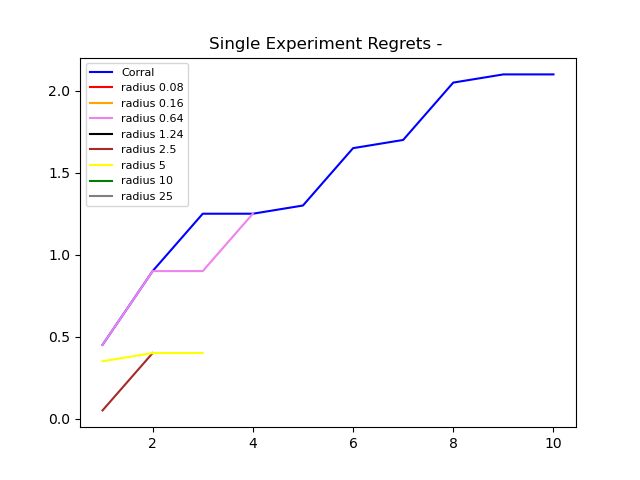 Single Experiment Regrets -
Corral
radius 0.08
radius 0.16
radius 0.64
radius 1.24
radius 2.5
radius 5
radius 10
radius 25
2.0
1.5
1.0
0.5
0.0
2 4 6 8 10